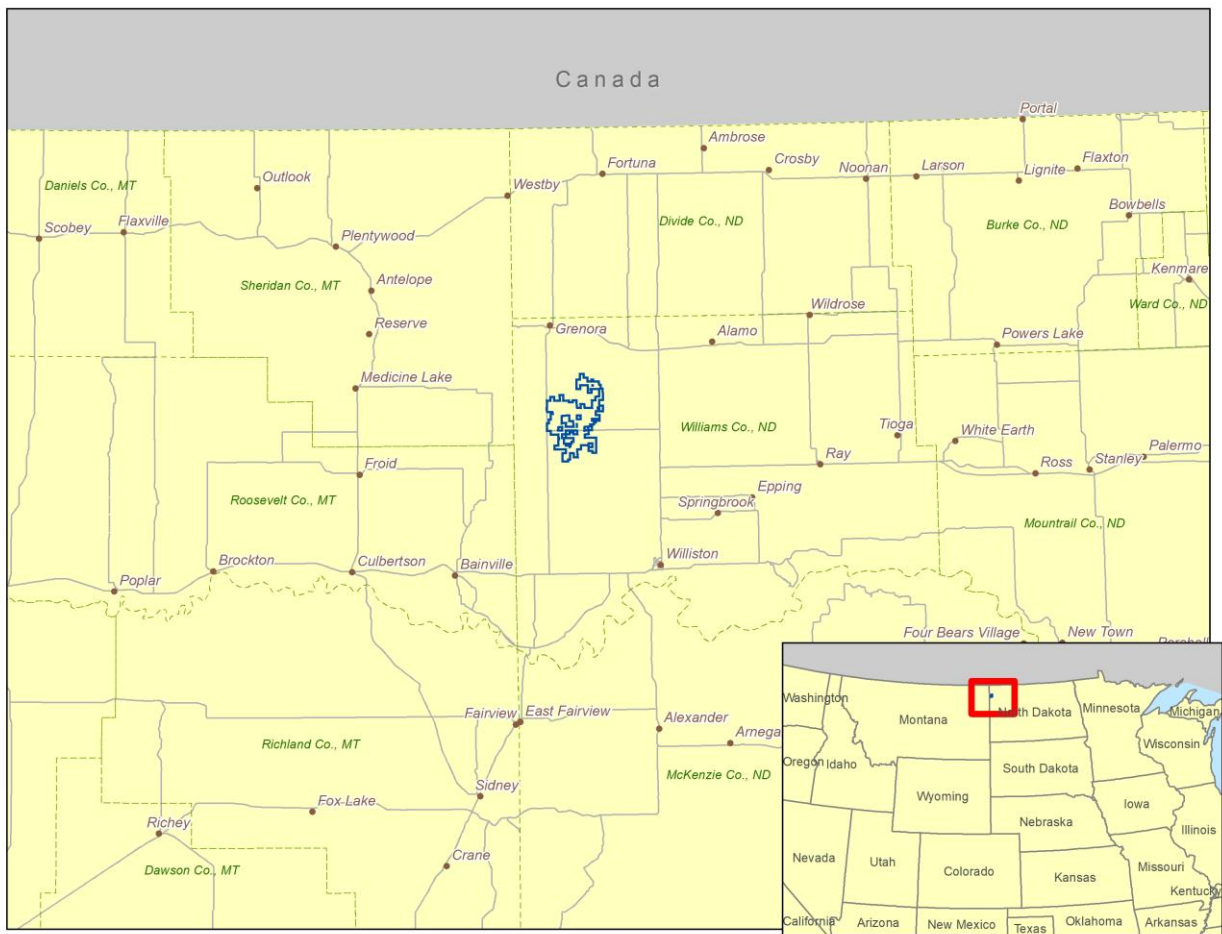 Canada
Portal
Ambrose
Fortuna
Crosby
Noonan
Larson
Lignite
Flaxton
Daniels Co., MT
Outlook
Westby
Bowbells
Scobey
Flaxville
Divide Co., ND
Burke Co., ND
Plentywood
Kenmare
Sheridan Co., MT
Antelope
Ward Co., ND
Wildrose
Reserve
Grenora
Alamo
Powers Lake
Medicine Lake
Williams Co., ND
Tioga
White Earth
Palermo
Froid
Ray
Ross
Stanley
Roosevelt Co., MT
Epping
Springbrook
Mountrail Co., ND
Brockton
Culbertson
Bainville
Williston
Poplar
Four Bears Village
New Town
Fairview
East Fairview
Alexander
Arnega
Richland Co., MT
McKenzie Co., ND
Sidney
Fox Lake
Richey
Crane
Dawson Co., MT
Washington
Montana
North Dakota
Minnesota
Michigan
Oregon
Idaho
Wisconsin
South Dakota
Wyoming
Iowa
Nebraska
Illinois
Nevada
Utah
Colorado
Kansas
Missouri
Kentucky
California
Arizona
New Mexico
Texas
Oklahoma
Arkansas